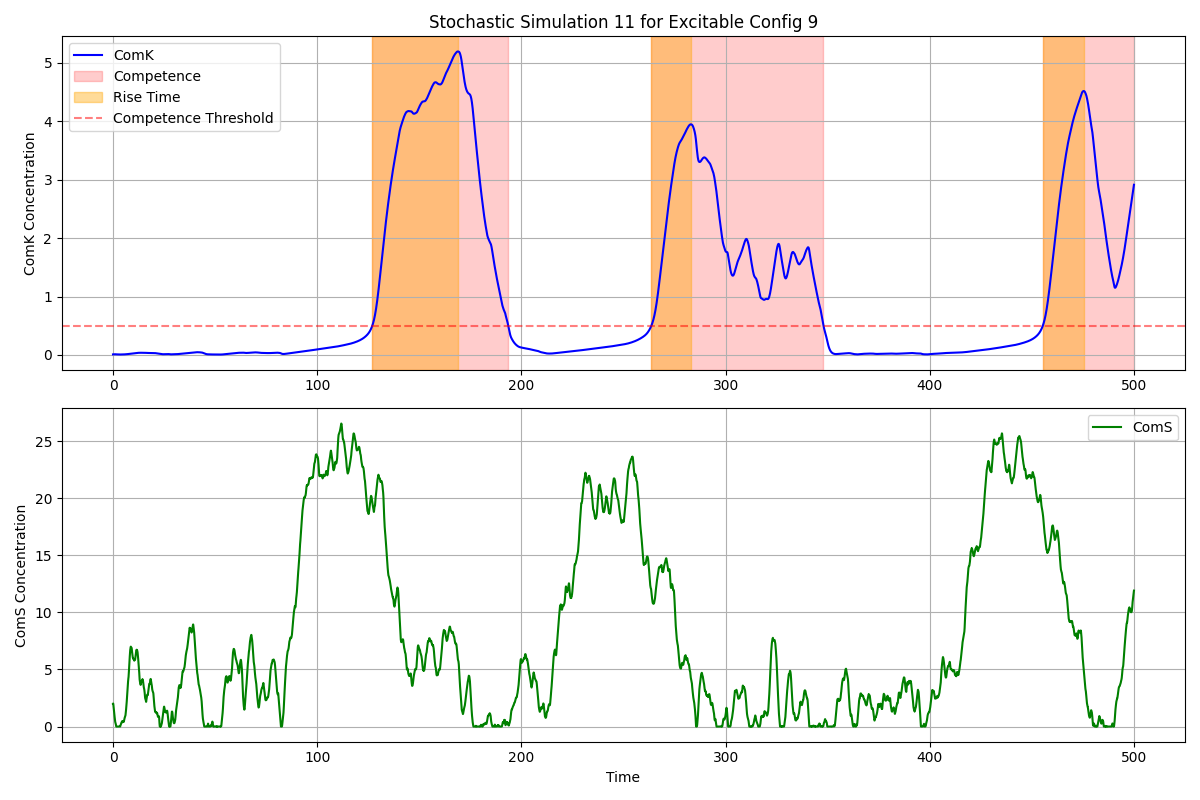 Stochastic Simulation 11 for Excitable Config 9
ComK Concentration
5
4
3
2
1
0
ComK
Competence
Rise Time
Competence Threshold
0 100 200 300 400 500
ComS Concentration
25
20
15
10
5
0
ComS
0 100 200 300 400 500
Time